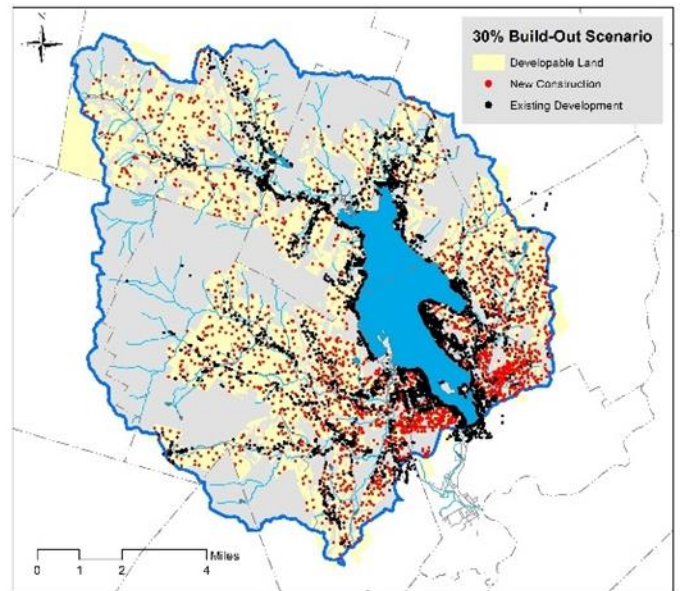 30% Build-Out Scenario
Developable Land
New Construction
Existing Development
Miles
0 1 2 4